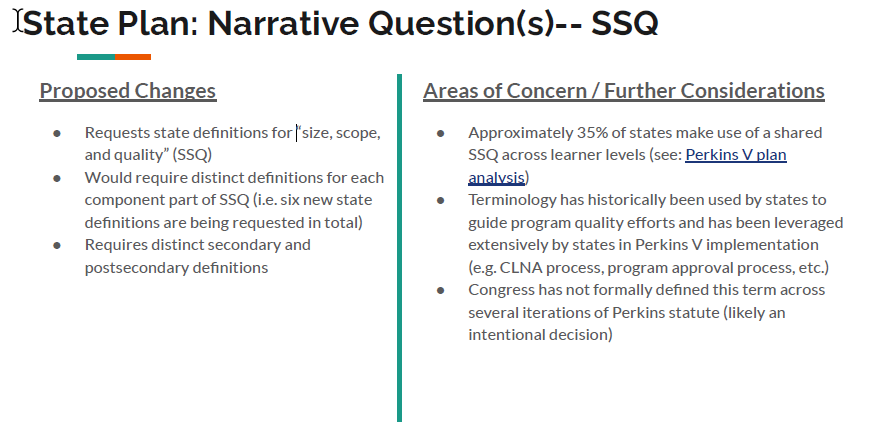 State Plan: Narrative Question(s)-- SSQ
Proposed Changes
● Requests state definitions for “size, scope,
and quality” (SSQ)
● Would require distinct definitions for each
component part of SSQ (i.e. six new state
definitions are being requested in total)
● Requires distinct secondary and
postsecondary definitions
Areas of Concern / Further Considerations
● Approximately 35% of states make use of a shared
SSQ across learner levels (see: Perkins V plan
analysis)
● Terminology has historically been used by states to
guide program quality efforts and has been leveraged
extensively by states in Perkins V implementation
(e.g. CLNA process, program approval process, etc.)
● Congress has not formally defined this term across
several iterations of Perkins statute (likely an
intentional decision)